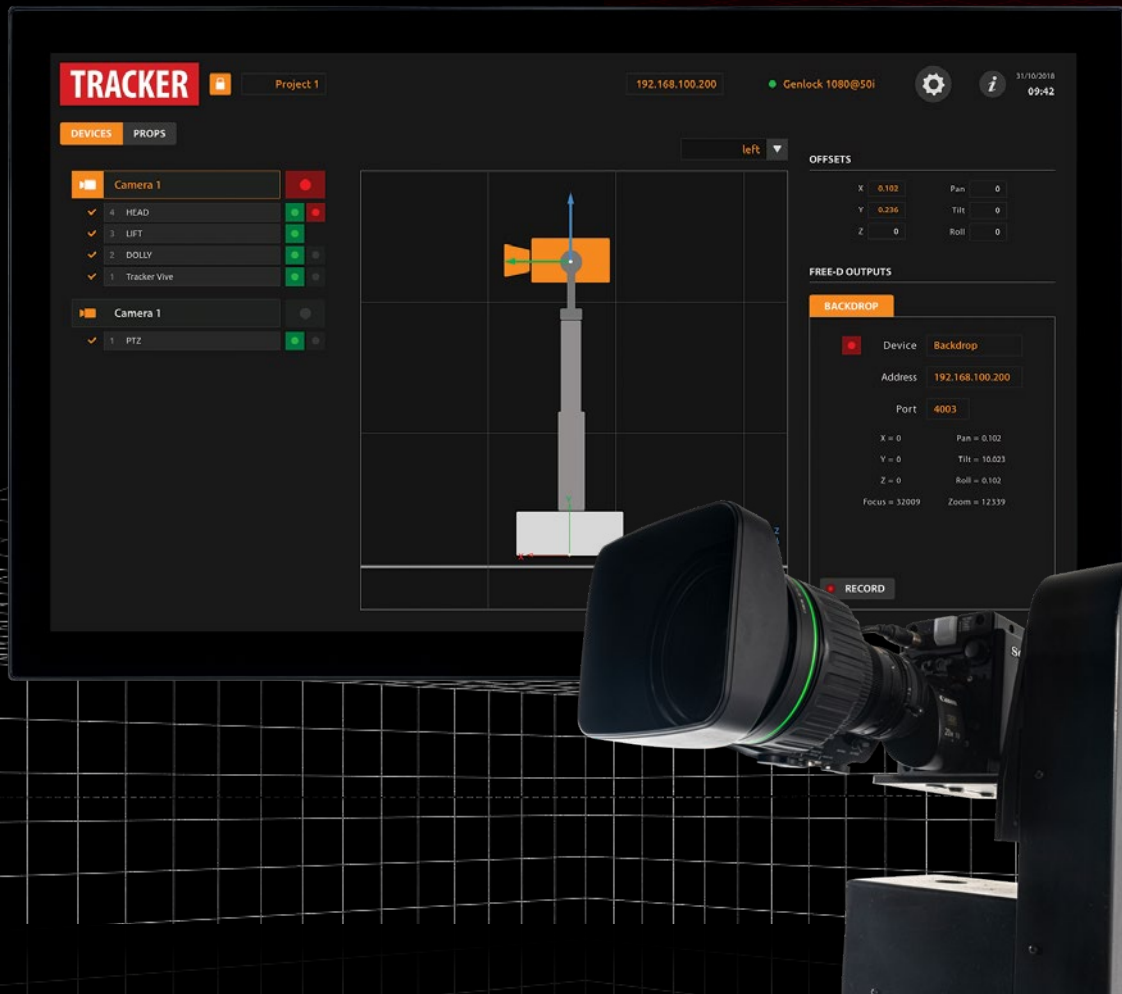 TRACKER
Project 1
192.168.100.200
Genlock 1080@50i
i
31/10/2018
09:42
DEVICES PROPS
left
Camera 1
4 HEAD
3 LIFT
2 DOLLY
1 Tracker Vive
Camera 1
1 PTZ
Y
X
Z
OFFSETS
X 0.102 Pan 0
Y 0.236 Tilt 0
Z 0 Roll 0
FREE-D OUTPUTS
BACKDROP
Device Backdrop
Address 192.168.100.200
Port 4003
X = 0 Pan = 0.102
Y = 0 Tilt = 10.023
Z = 0 Roll = 0.102
Focus = 32009 Zoom = 12339
RECORD
Canon